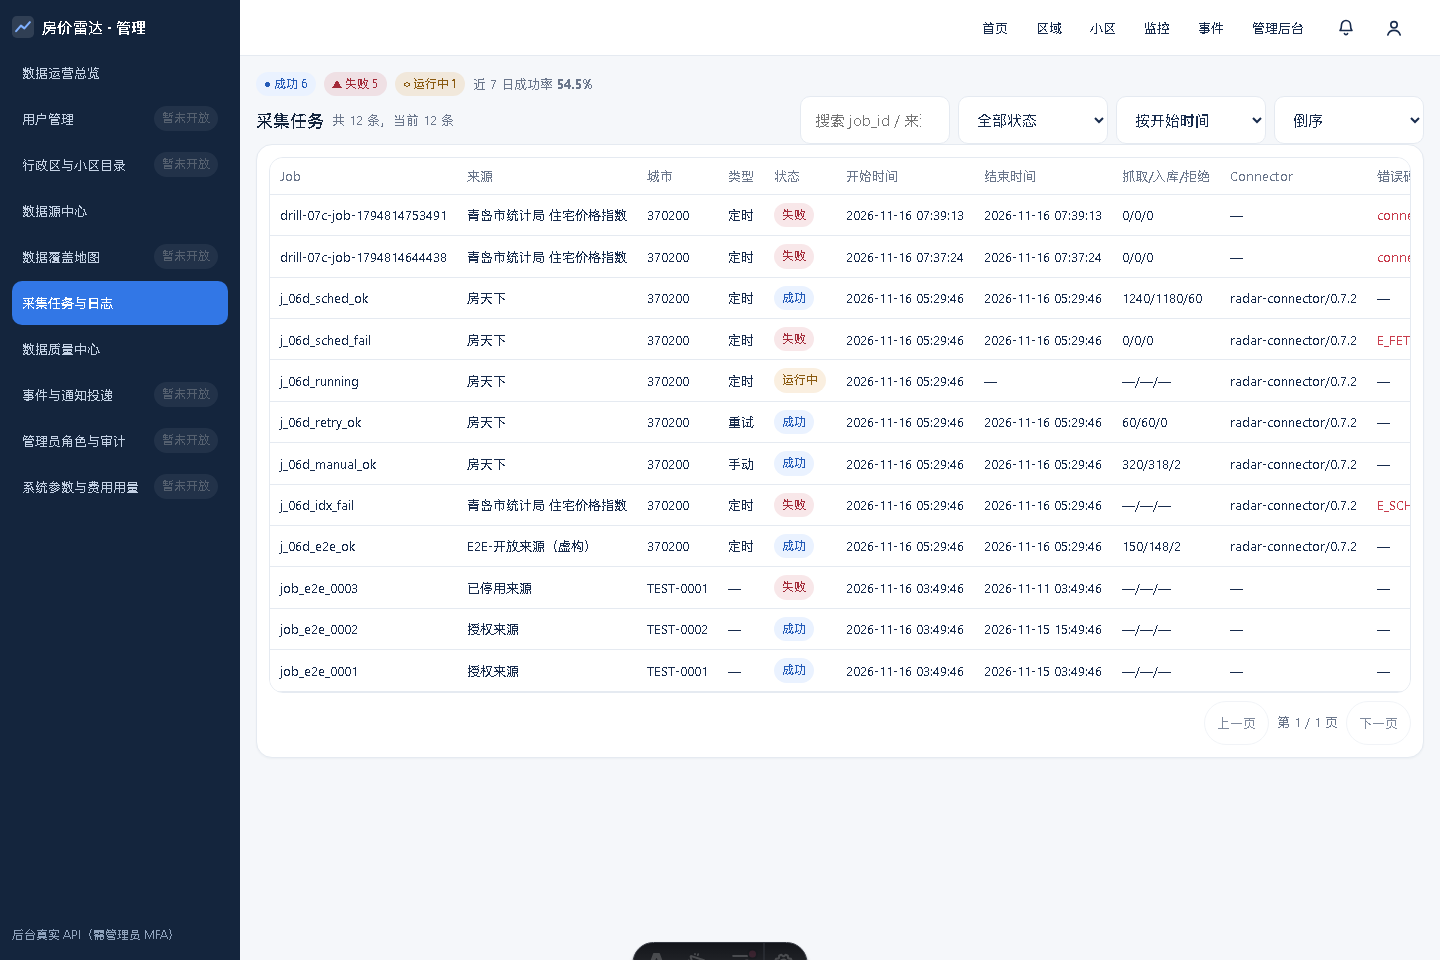 房价雷达 · 管理
首页 区域 小区 监控 事件 管理后台
数据运营总览
用户管理 暂未开放
行政区与小区目录 暂未开放
数据源中心
数据覆盖地图 暂未开放
采集任务与日志
数据质量中心
事件与通知投递 暂未开放
管理员角色与审计 暂未开放
系统参数与费用用量 暂未开放
后台真实 API（需管理员 MFA）
成功 6 失败 5 运行中 1 近 7 日成功率 54.5%
采集任务 共 12 条，当前 12 条 搜索 job_id / 来 全部状态 按开始时间 倒序
Job 来源 城市 类型 状态 开始时间 结束时间 抓取/入库/拒绝 Connector 错误
drill-07c-job-1794814753491 青岛市统计局 住宅价格指数 370200 定时 失败 2026-11-16 07:39:13 2026-11-16 07:39:13 0/0/0 — conne
drill-07c-job-1794814644438 青岛市统计局 住宅价格指数 370200 定时 失败 2026-11-16 07:37:24 2026-11-16 07:37:24 0/0/0 — conne
j_06d_sched_ok 房天下 370200 定时 成功 2026-11-16 05:29:46 2026-11-16 05:29:46 1240/1180/60 radar-connector/0.7.2 —
j_06d_sched_fail 房天下 370200 定时 失败 2026-11-16 05:29:46 2026-11-16 05:29:46 0/0/0 radar-connector/0.7.2 E_FET
j_06d_running 房天下 370200 定时 运行中 2026-11-16 05:29:46 — —/—/— radar-connector/0.7.2 —
j_06d_retry_ok 房天下 370200 重试 成功 2026-11-16 05:29:46 2026-11-16 05:29:46 60/60/0 radar-connector/0.7.2 —
j_06d_manual_ok 房天下 370200 手动 成功 2026-11-16 05:29:46 2026-11-16 05:29:46 320/318/2 radar-connector/0.7.2 —
j_06d_idx_fail 青岛市统计局 住宅价格指数 370200 定时 失败 2026-11-16 05:29:46 2026-11-16 05:29:46 —/—/— radar-connector/0.7.2 E_SCH
j_06d_e2e_ok E2E-开放来源（虚构） 370200 定时 成功 2026-11-16 05:29:46 2026-11-16 05:29:46 150/148/2 radar-connector/0.7.2 —
job_e2e_0003 已停用来源 TEST-0001 — 失败 2026-11-16 03:49:46 2026-11-11 03:49:46 —/—/— — —
job_e2e_0002 授权来源 TEST-0002 — 成功 2026-11-16 03:49:46 2026-11-15 15:49:46 —/—/— — —
job_e2e_0001 授权来源 TEST-0001 — 成功 2026-11-16 03:49:46 2026-11-15 03:49:46 —/—/— — —
上一页 第 1 / 1 页 下一页